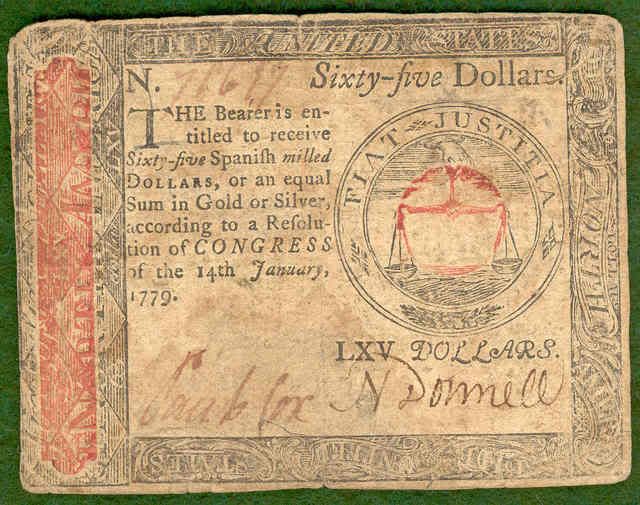 THE UNITED STATES
N. Sixty-five Dollars.
THE Bearer is en-
titled to receive
Sixty-five Spaniſh milled
DOLLARS, or an equal
Sum in Gold or Silver,
according to a Reſolu-
tion of CONGRESS
of the 14th January,
1779.
FIAT JUSTITIA
LXV DOLLARS.
N Donnell
NORTH